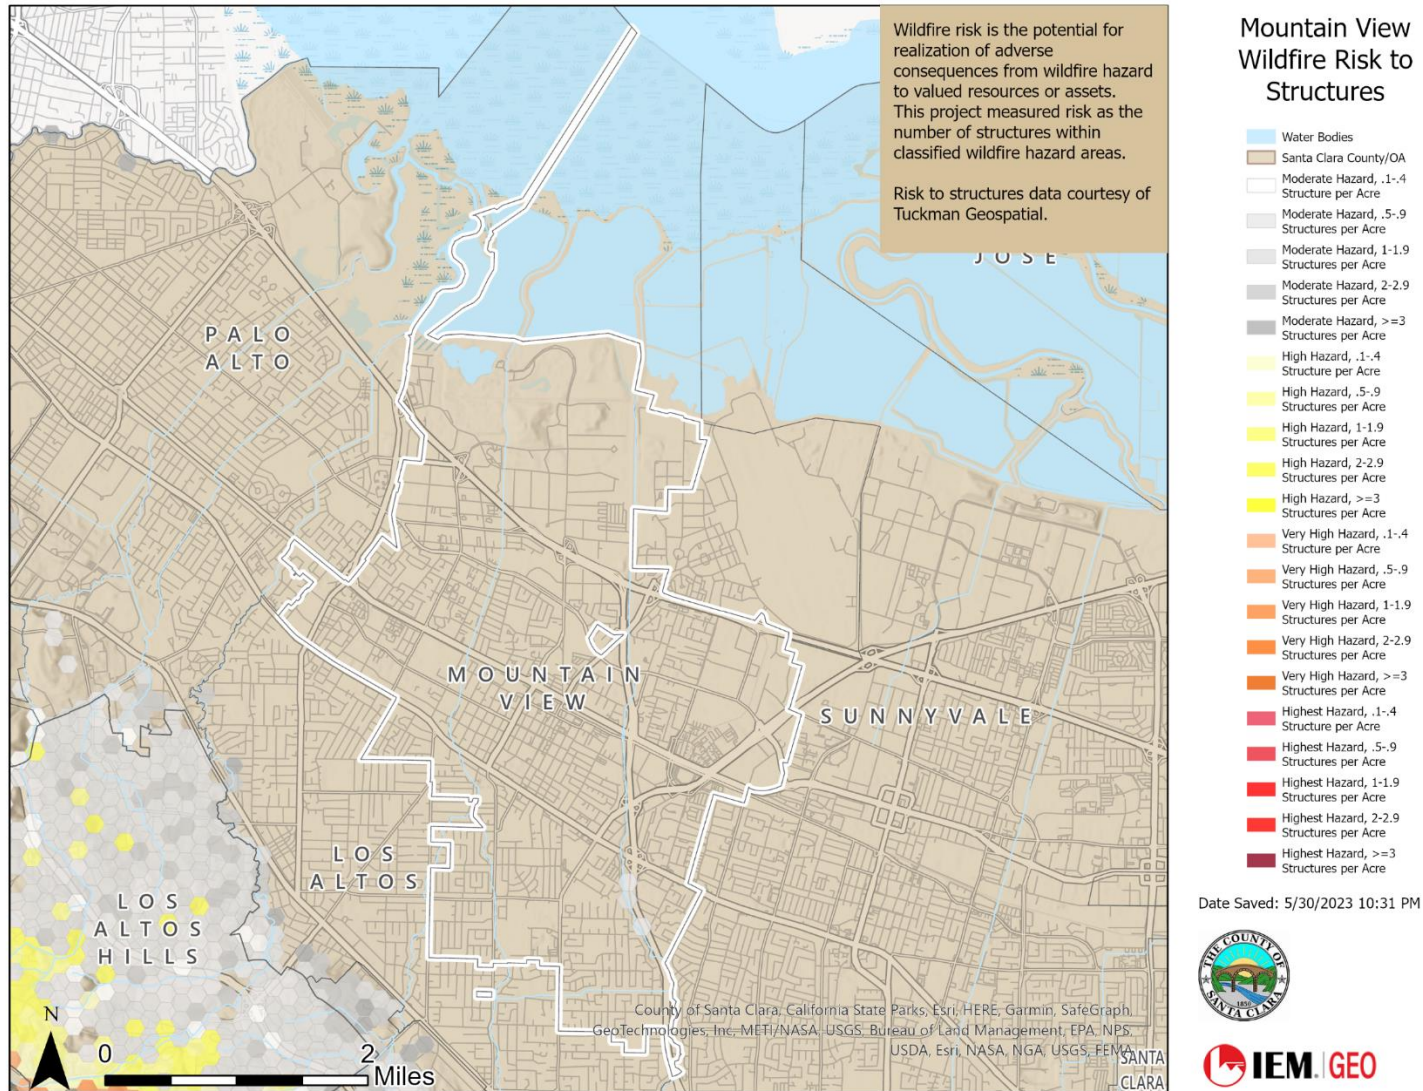 Wildfire risk is the potential for
realization of adverse
consequences from wildfire hazard
to valued resources or assets.
This project measured risk as the
number of structures within
classified wildfire hazard areas.
Risk to structures data courtesy of
Tuckman Geospatial.
JOSE
PALO
ALTO
MOUNTAIN
VIEW
SUNNYVALE
LOS
ALTOS
LOS
ALTOS
HILLS
N
0
2
Miles
County of Santa Clara, California State Parks, Esri, HERE, Garmin, SafeGraph,
GeoTechnologies, Inc, METI/NASA, USGS, Bureau of Land Management, EPA, NPS,
USDA, Esri, NASA, NGA, USGS, FEMA
SANTA
CLARA
Mountain View
Wildfire Risk to
Structures
Water Bodies
Santa Clara County/OA
Moderate Hazard, .1-.4
Structure per Acre
Moderate Hazard, .5-.9
Structures per Acre
Moderate Hazard, 1-1.9
Structures per Acre
Moderate Hazard, 2-2.9
Structures per Acre
Moderate Hazard, >=3
Structures per Acre
High Hazard, .1-.4
Structure per Acre
High Hazard, .5-.9
Structures per Acre
High Hazard, 1-1.9
Structures per Acre
High Hazard, 2-2.9
Structures per Acre
High Hazard, >=3
Structures per Acre
Very High Hazard, .1-.4
Structure per Acre
Very High Hazard, .5-.9
Structures per Acre
Very High Hazard, 1-1.9
Structures per Acre
Very High Hazard, 2-2.9
Structures per Acre
Very High Hazard, >=3
Structures per Acre
Highest Hazard, .1-.4
Structure per Acre
Highest Hazard, .5-.9
Structures per Acre
Highest Hazard, 1-1.9
Structures per Acre
Highest Hazard, 2-2.9
Structures per Acre
Highest Hazard, >=3
Structures per Acre
Date Saved: 5/30/2023 10:31 PM
THE COUNTY OF
SANTA CLARA
1850
IEM GEO